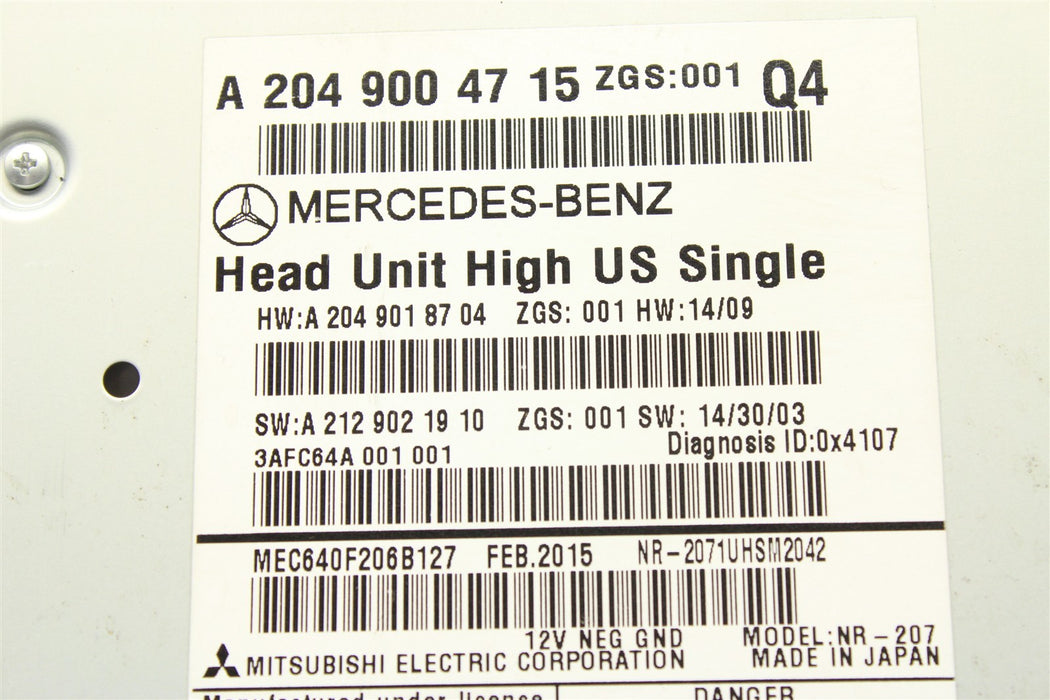 A 204 900 47 15 ZGS:001 Q4
MERCEDES-BENZ
Head Unit High US Single
HW:A 204 901 87 04 ZGS: 001 HW:14/09
SW:A 212 902 19 10 ZGS: 001 SW: 14/30/03
Diagnosis ID:0x4107
3AFC64A 001 001
MEC640F206B127 FEB.2015 NR-2071UHSM2042
12V NEG GND MODEL:NR-207
MITSUBISHI ELECTRIC CORPORATION MADE IN JAPAN
Manufactured under license DANGER